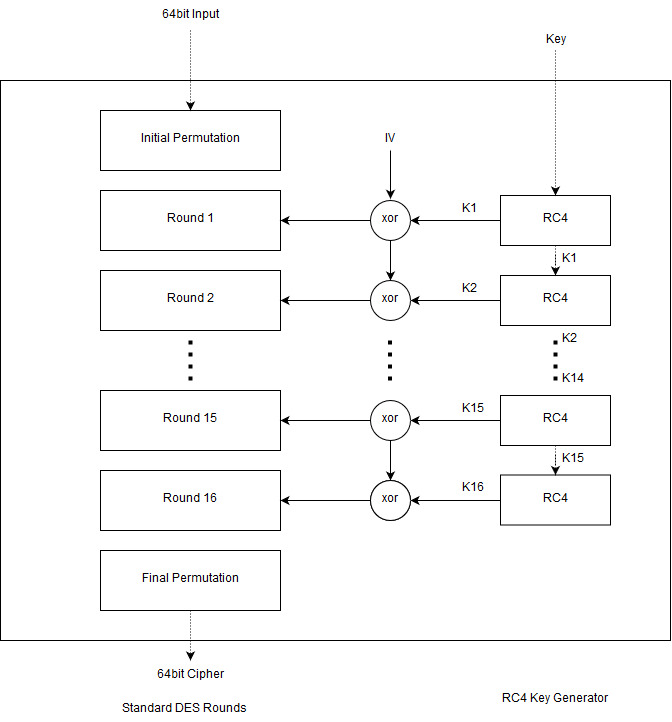 64bit Input
Key
Initial Permutation
IV
Round 1
xor
K1
RC4
K1
Round 2
xor
K2
RC4
K2
K14
Round 15
xor
K15
RC4
K15
Round 16
xor
K16
RC4
Final Permutation
64bit Cipher
Standard DES Rounds
RC4 Key Generator